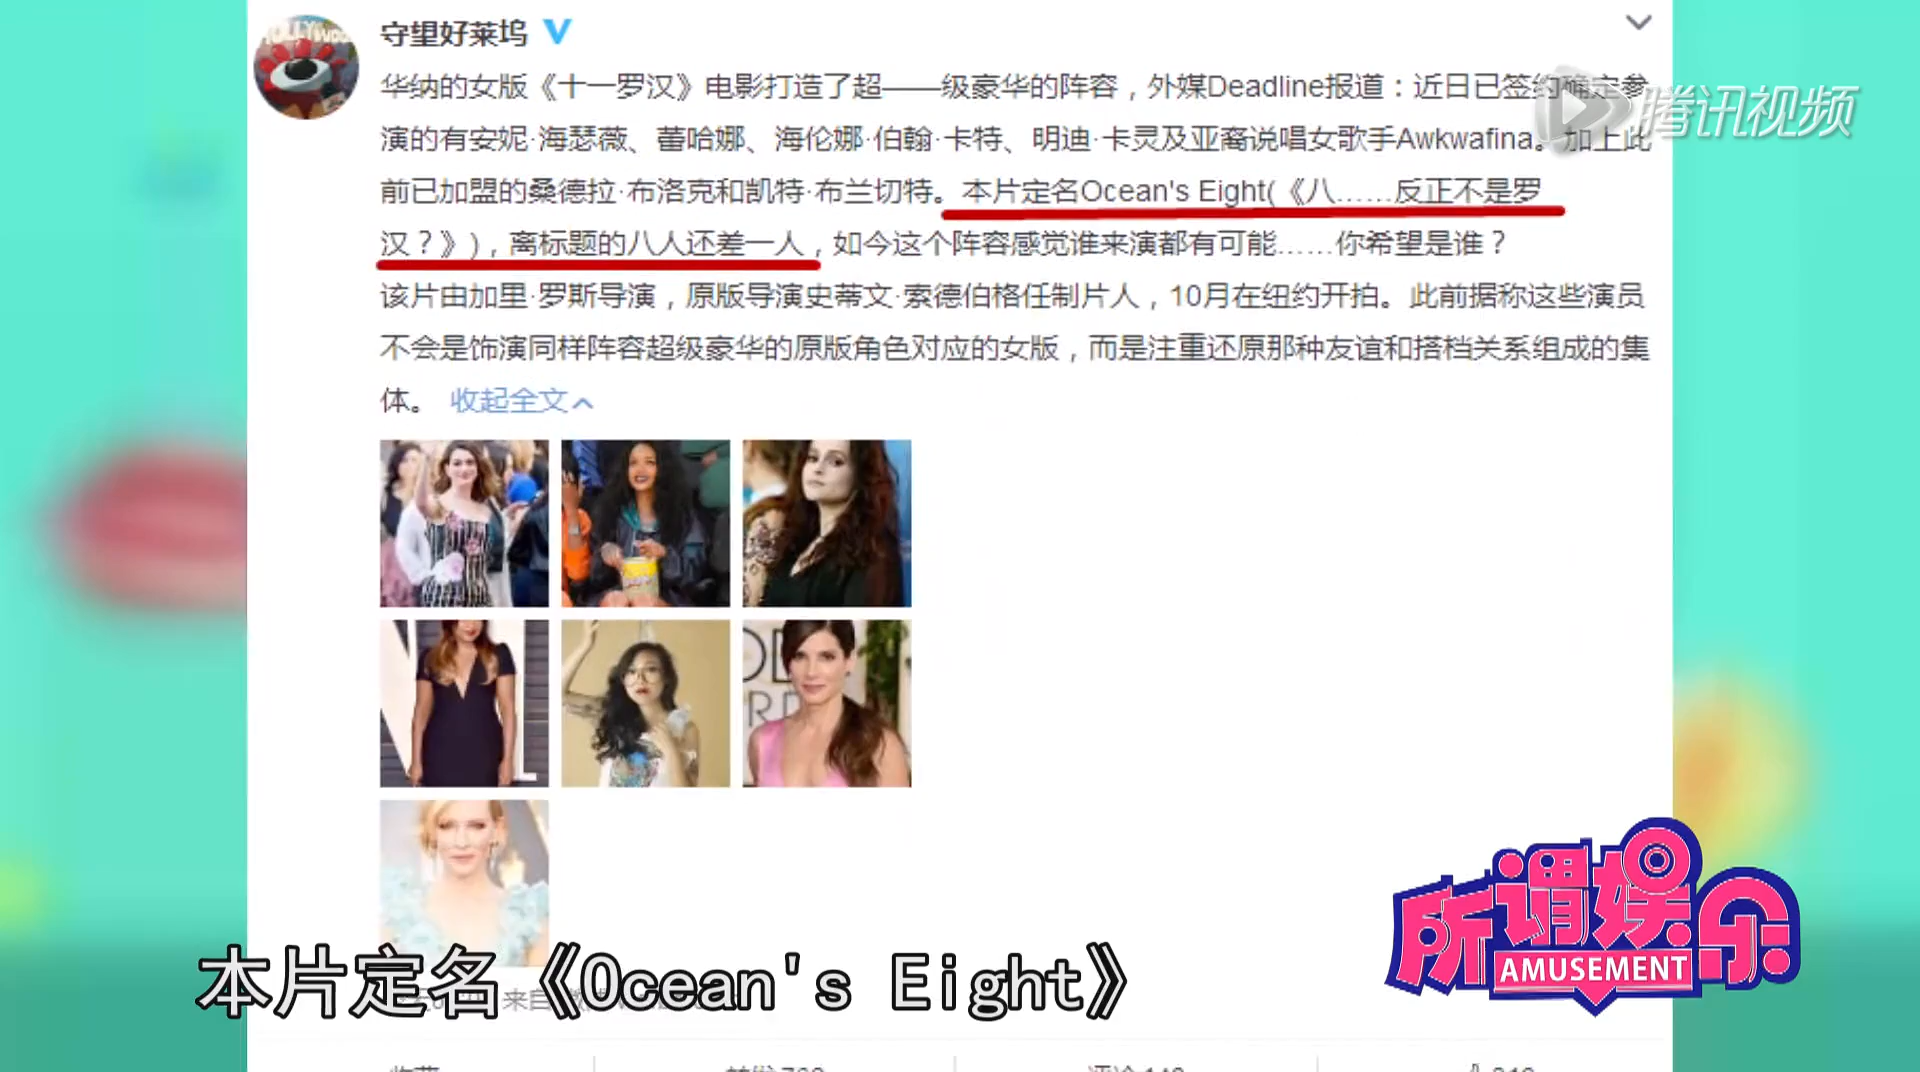 守望好莱坞
华纳的女版《十一罗汉》电影打造了超——级豪华的阵容，外媒Deadline报道：近日已签约确定参
腾讯视频
演的有安妮·海瑟薇、蕾哈娜、海伦娜·伯翰·卡特、明迪·卡灵及亚裔说唱女歌手Awkwafina。加上此
前已加盟的桑德拉·布洛克和凯特·布兰切特。本片定名Ocean's Eight(《八……反正不是罗
汉？》)，离标题的八人还差一人，如今这个阵容感觉谁来演都有可能……你希望是谁？
该片由加里·罗斯导演，原版导演史蒂文·索德伯格任制片人，10月在纽约开拍。此前据称这些演员
不会是饰演同样阵容超级豪华的原版角色对应的女版，而是注重还原那种友谊和搭档关系组成的集
体。 收起全文
所谓娱乐
AMUSEMENT
本片定名《Ocean's Eight》
来自